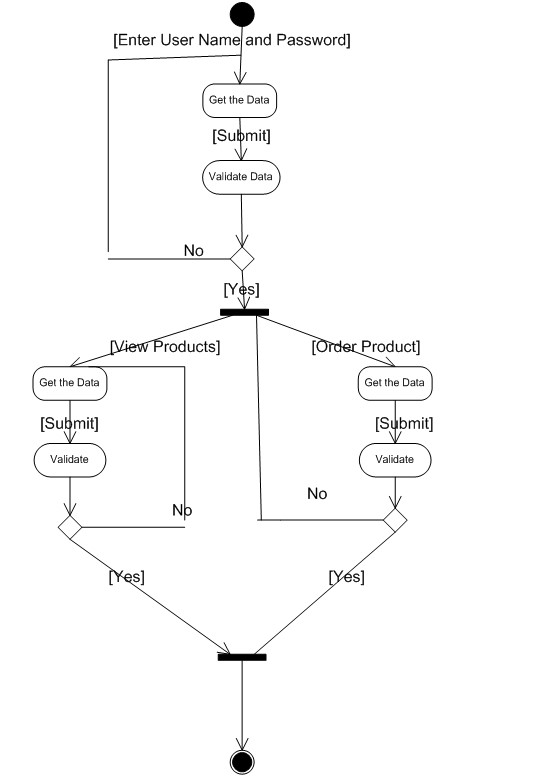 [Enter User Name and Password]
Get the Data
[Submit]
Validate Data
No
[Yes]
[View Products]
[Order Product]
Get the Data
Get the Data
[Submit]
[Submit]
Validate
Validate
No
No
[Yes]
[Yes]